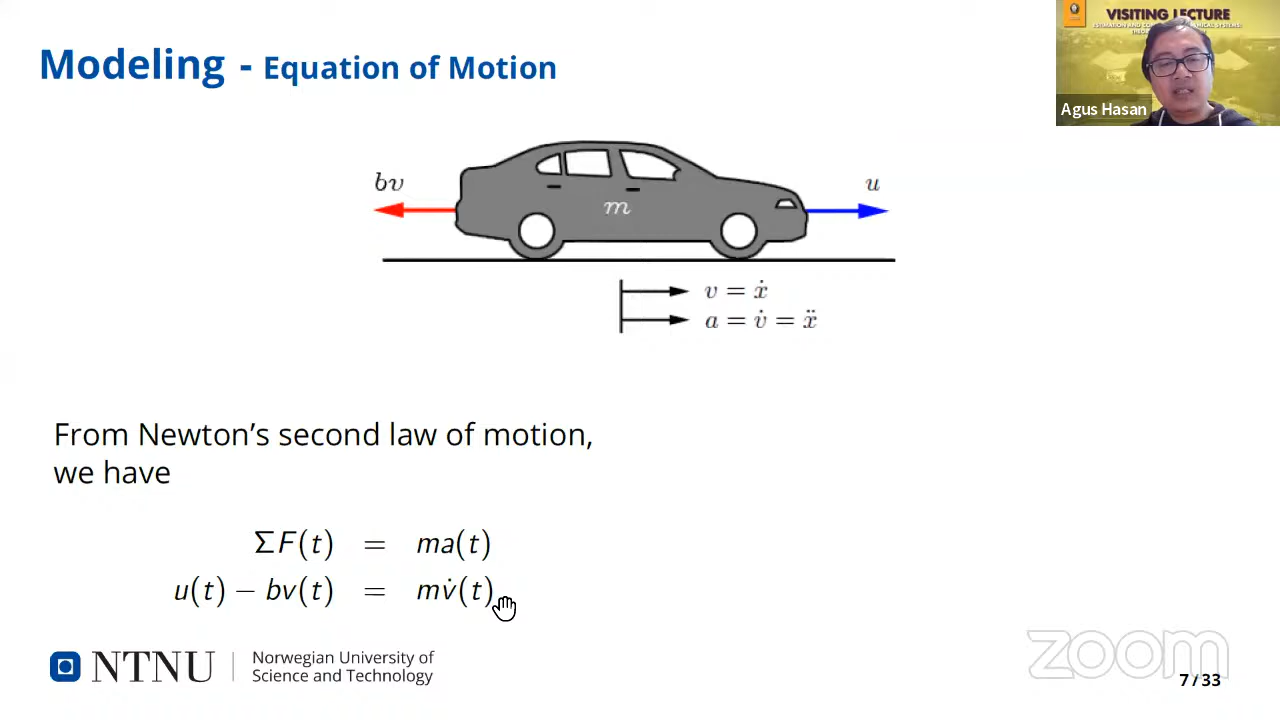 Modeling - Equation of Motion
VISITING LECTURE
Agus Hasan
bv
u
m
v = ẋ
a = v̇ = ẍ
From Newton’s second law of motion,
we have
ΣF(t) = ma(t)
u(t) − bv(t) = mv̇(t)
NTNU
Norwegian University of
Science and Technology
zoom
7 / 33